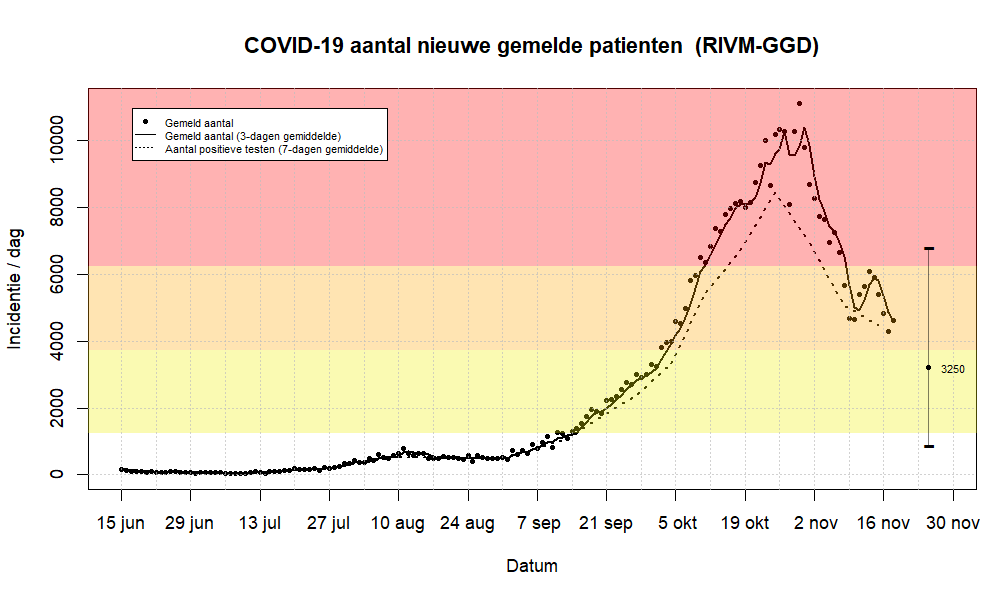 COVID-19 aantal nieuwe gemelde patienten (RIVM-GGD)
Gemeld aantal
Gemeld aantal (3-dagen gemiddelde)
Aantal positieve testen (7-dagen gemiddelde)
Incidentie / dag
10000
8000
6000
4000
2000
0
3250
15 jun 29 jun 13 jul 27 jul 10 aug 24 aug 7 sep 21 sep 5 okt 19 okt 2 nov 16 nov 30 nov
Datum